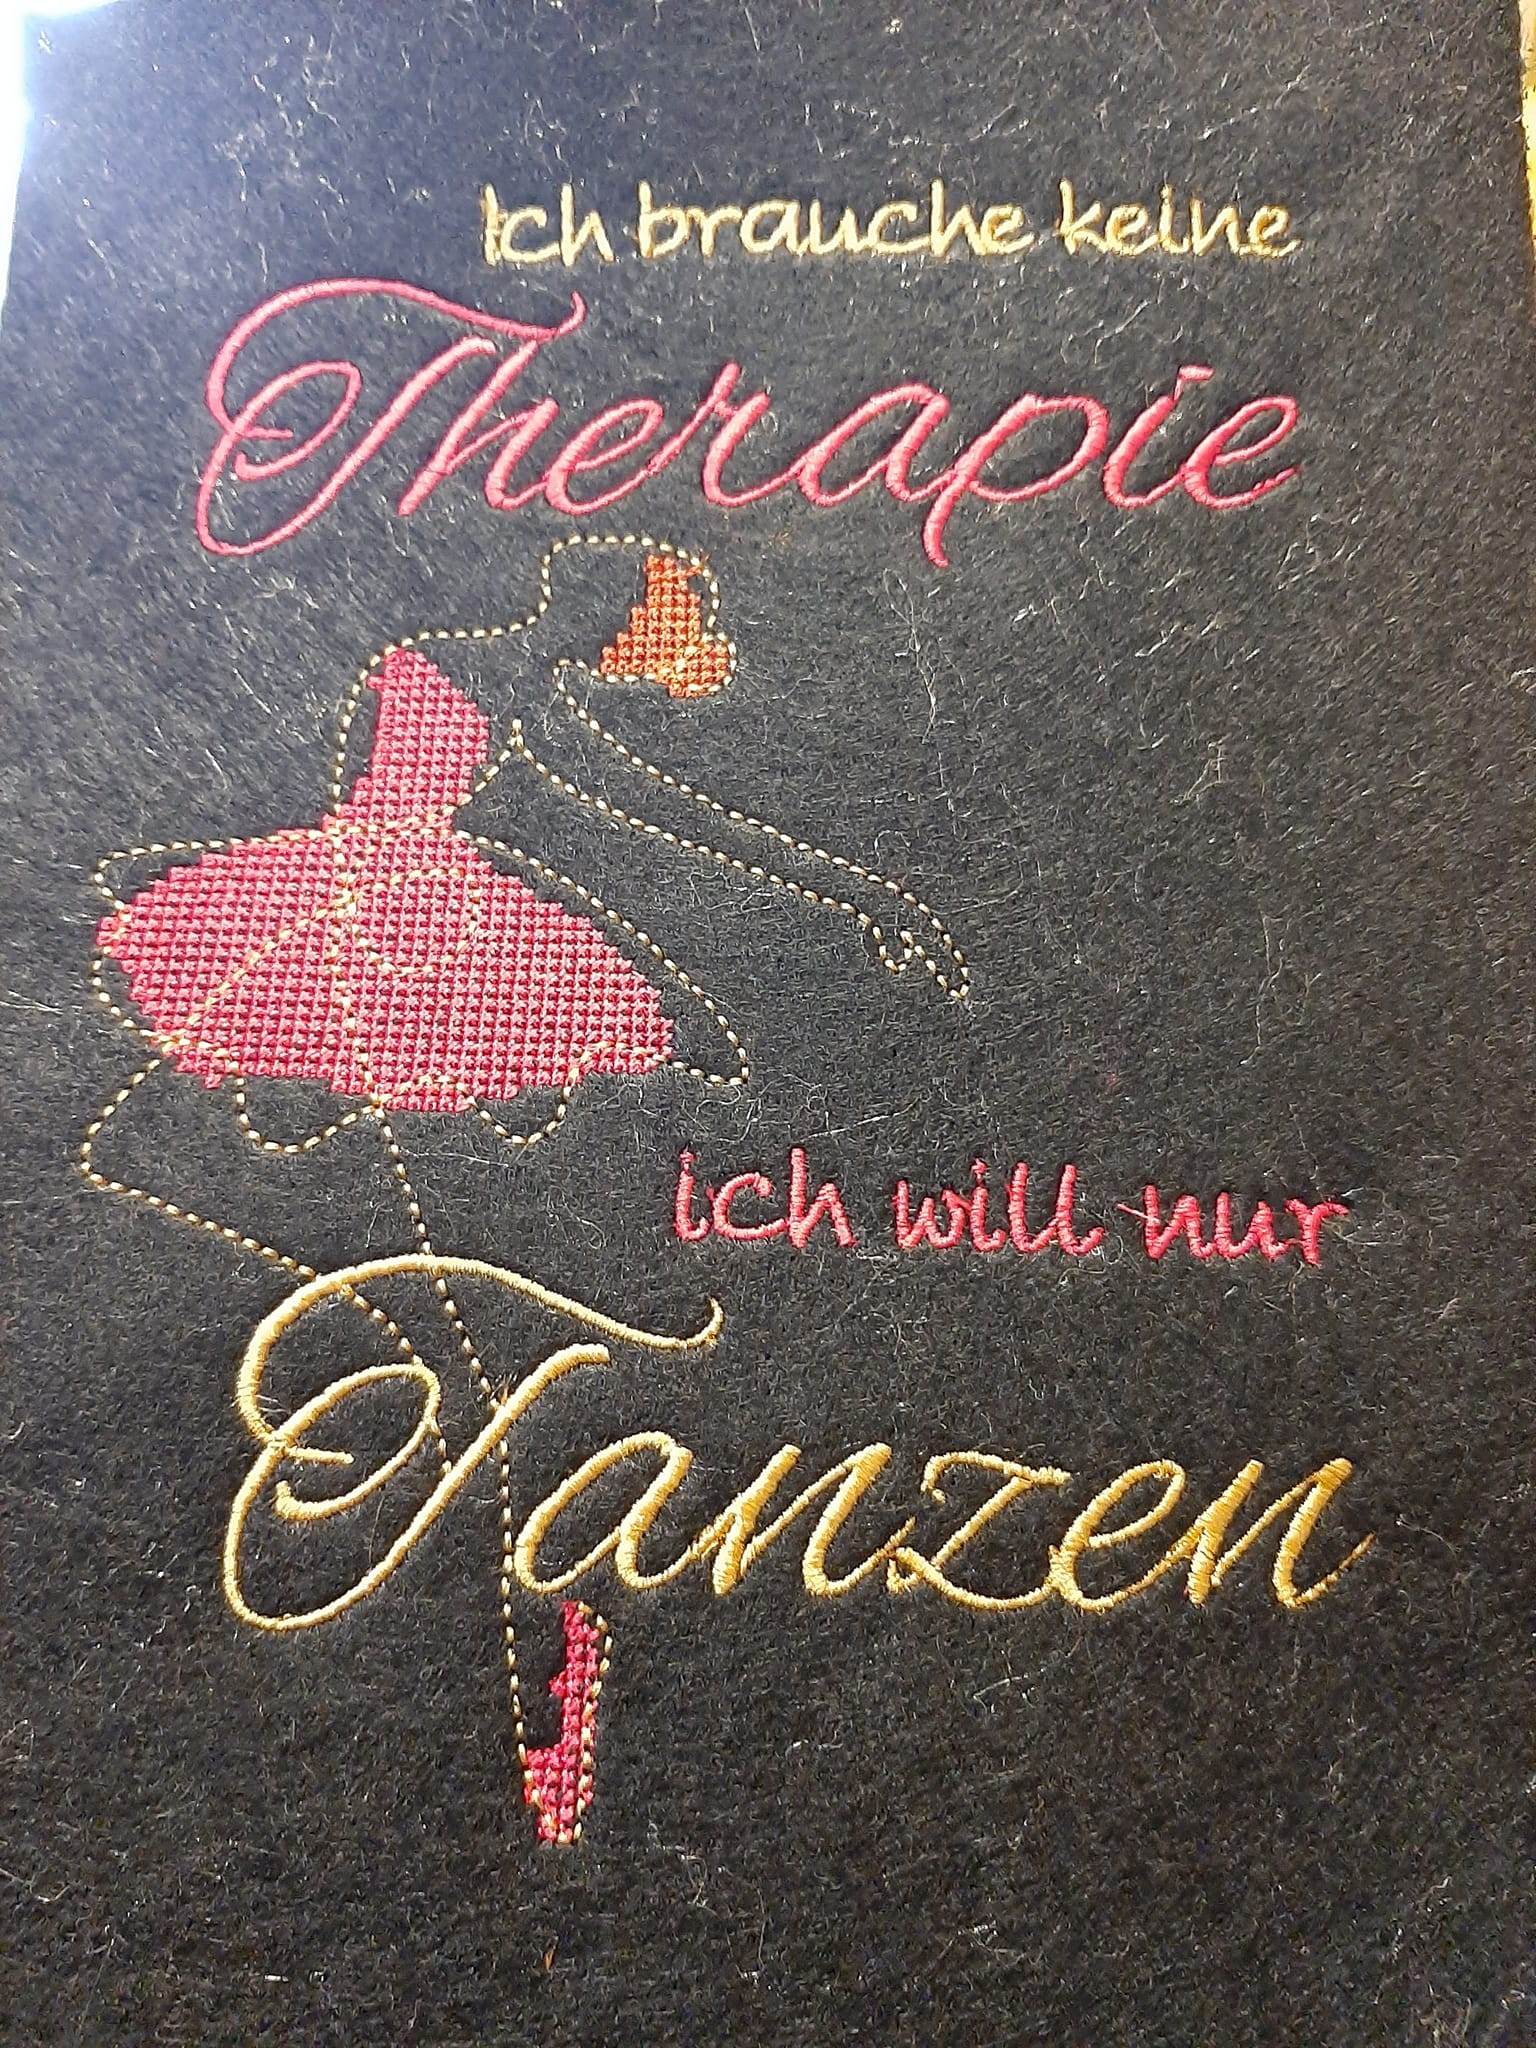 Ich brauche keine
Therapie
ich will nur
Tanzen